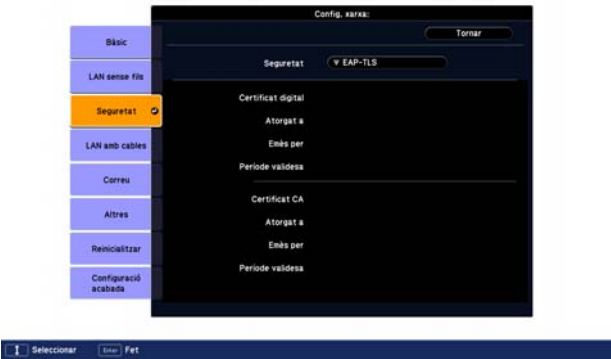 Config. xarxa:
Tornar
Bàsic
LAN sense fils
Seguretat
LAN amb cables
Correu
Altres
Reinicialitzar
Configuració
acabada
Seguretat EAP-TLS
Certificat digital
Atorgat a
Emès per
Període validesa
Certificat CA
Atorgat a
Emès per
Període validesa
Seleccionar Enter Fet